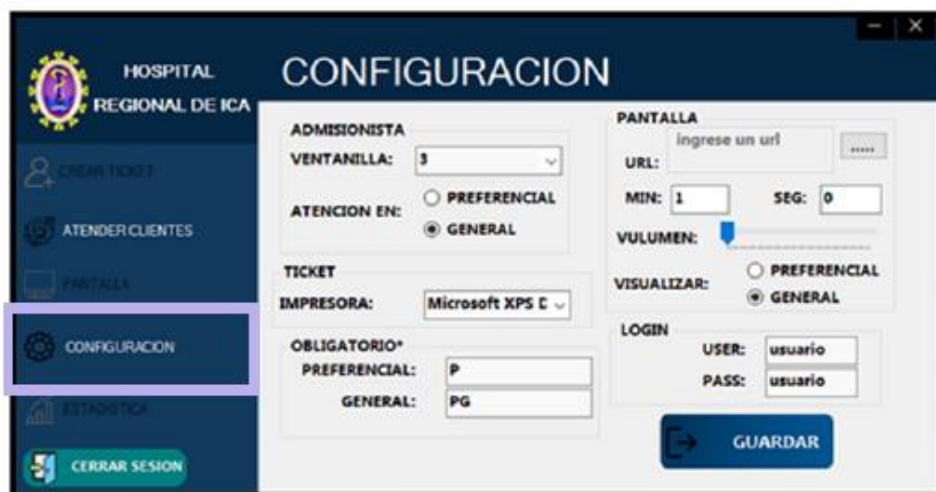 HOSPITAL
REGIONAL DE ICA
CREAR TICKET
ATENDER CLIENTES
PANTALLA
CONFIGURACION
ESTADISTICA
CERRAR SESION
CONFIGURACION
ADMISIONISTA
VENTANILLA: 3
ATENCION EN: PREFERENCIAL
GENERAL
TICKET
IMPRESORA: Microsoft XPS D
OBLIGATORIO*
PREFERENCIAL: P
GENERAL: PG
PANTALLA
ingrese un url
URL: .....
MIN: 1 SEG: 0
VULUMEN:
VISUALIZAR: PREFERENCIAL
GENERAL
LOGIN
USER: usuario
PASS: usuario
GUARDAR